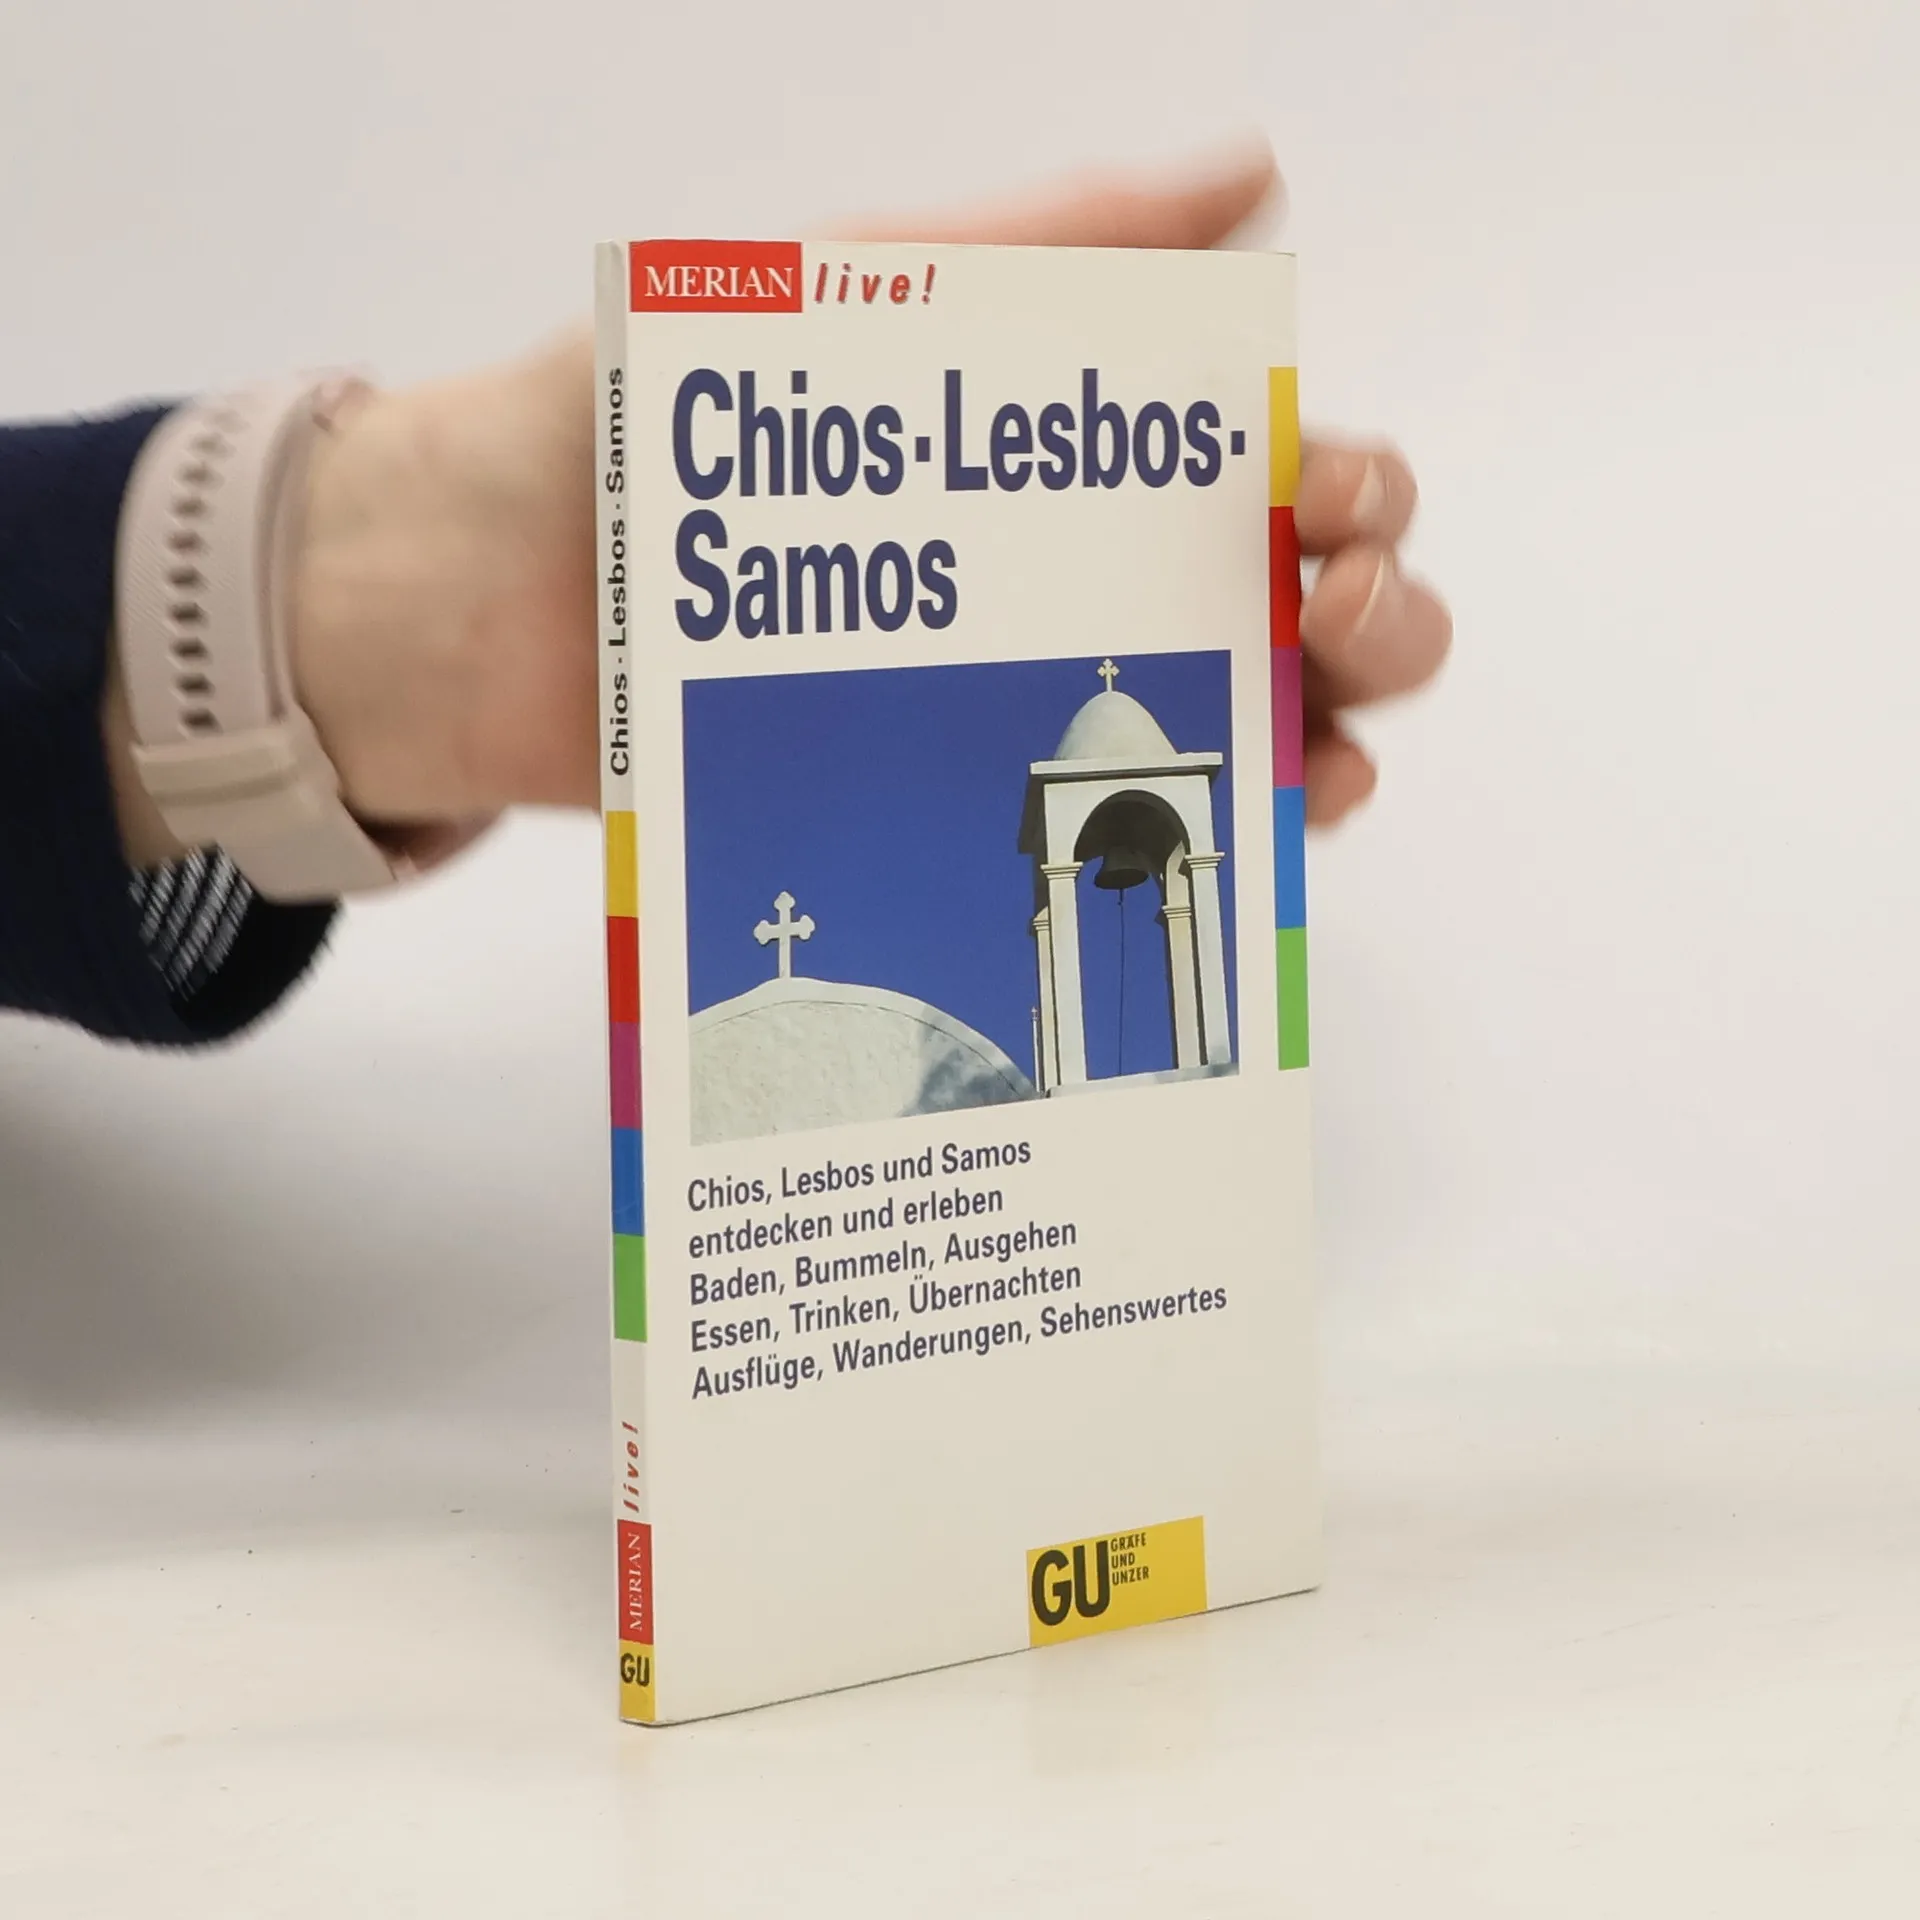 MERIAN live!
Chios·Lesbos·
Samos
Chios, Lesbos und Samos
entdecken und erleben
Baden, Bummeln, Ausgehen
Essen, Trinken, Übernachten
Ausflüge, Wanderungen, Sehenswertes
GU GRÄFE
UND
UNZER
Chios · Lesbos · Samos
MERIAN live!
GU